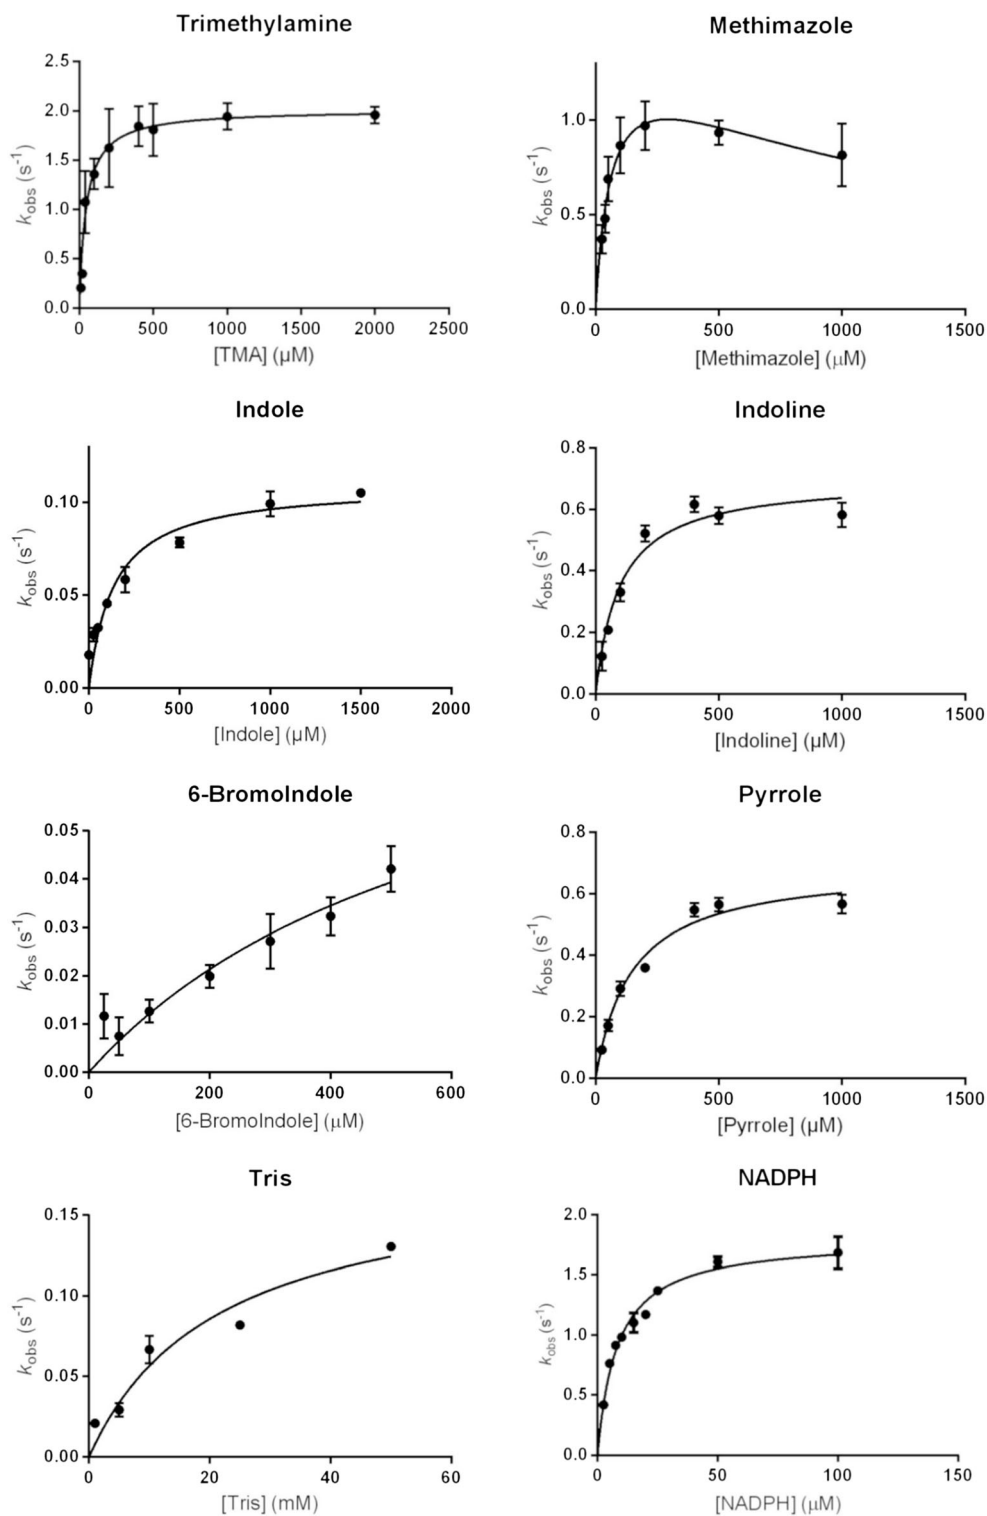 Trimethylamine
2.5
2.0
1.5
1.0
0.5
0.0
k_obs (s⁻¹)
0 500 1000 1500 2000 2500
[TMA] (µM)
Methimazole
1.0
0.5
0.0
k_obs (s⁻¹)
0 500 1000 1500
[Methimazole] (µM)
Indole
0.10
0.05
0.00
k_obs (s⁻¹)
0 500 1000 1500 2000
[Indole] (µM)
Indoline
0.8
0.6
0.4
0.2
0.0
k_obs (s⁻¹)
0 500 1000 1500
[Indoline] (µM)
6-BromoIndole
0.05
0.04
0.03
0.02
0.01
0.00
k_obs (s⁻¹)
0 200 400 600
[6-BromoIndole] (µM)
Pyrrole
0.8
0.6
0.4
0.2
0.0
k_obs (s⁻¹)
0 500 1000 1500
[Pyrrole] (µM)
Tris
0.15
0.10
0.05
0.00
k_obs (s⁻¹)
0 20 40 60
[Tris] (mM)
NADPH
2.0
1.5
1.0
0.5
0.0
k_obs (s⁻¹)
0 50 100 150
[NADPH] (µM)